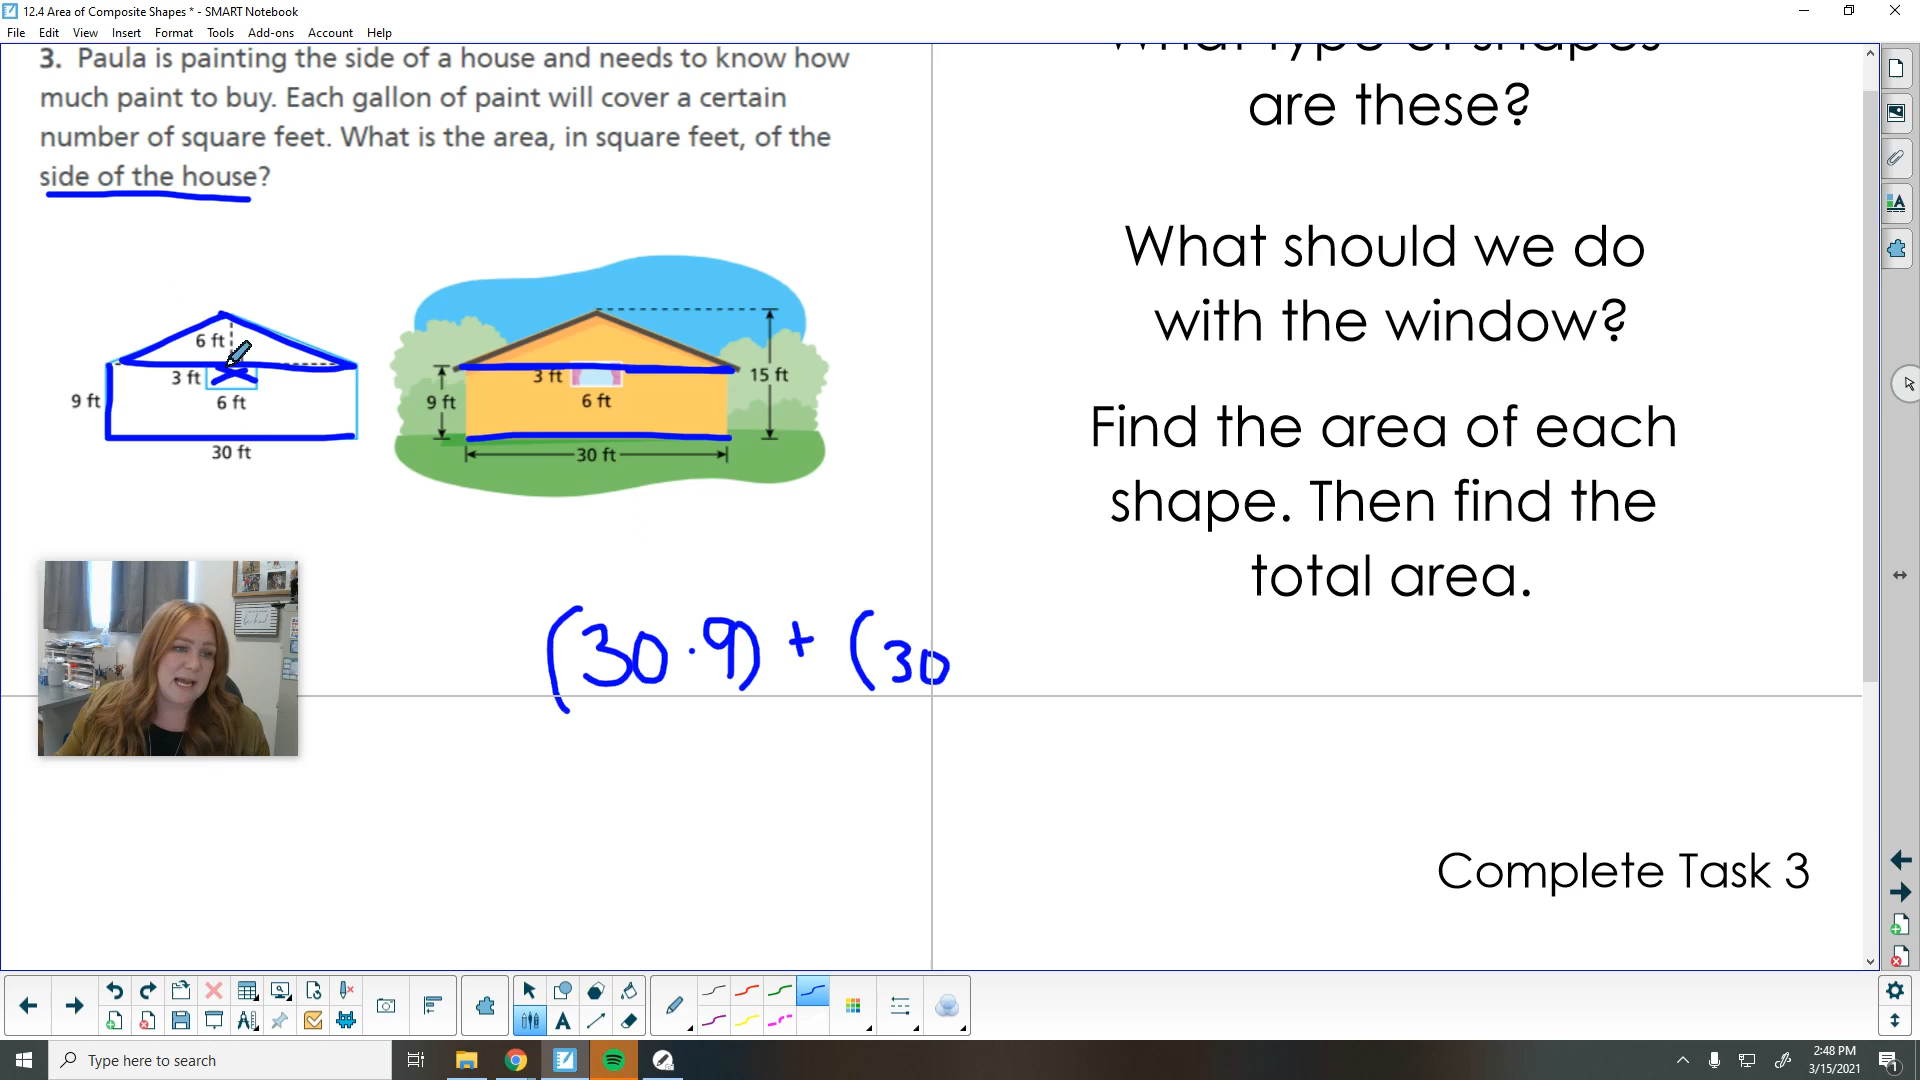 12.4 Area of Composite Shapes * - SMART Notebook
File Edit View Insert Format Tools Add-ons Account Help
3. Paula is painting the side of a house and needs to know how
much paint to buy. Each gallon of paint will cover a certain
number of square feet. What is the area, in square feet, of the
side of the house?
6 ft
3 ft
9 ft
6 ft
30 ft
3 ft
15 ft
9 ft
6 ft
30 ft
(30·9) + (30
What type of shapes
are these?
What should we do
with the window?
Find the area of each
shape. Then find the
total area.
Complete Task 3
Type here to search
2:48 PM
3/15/2021